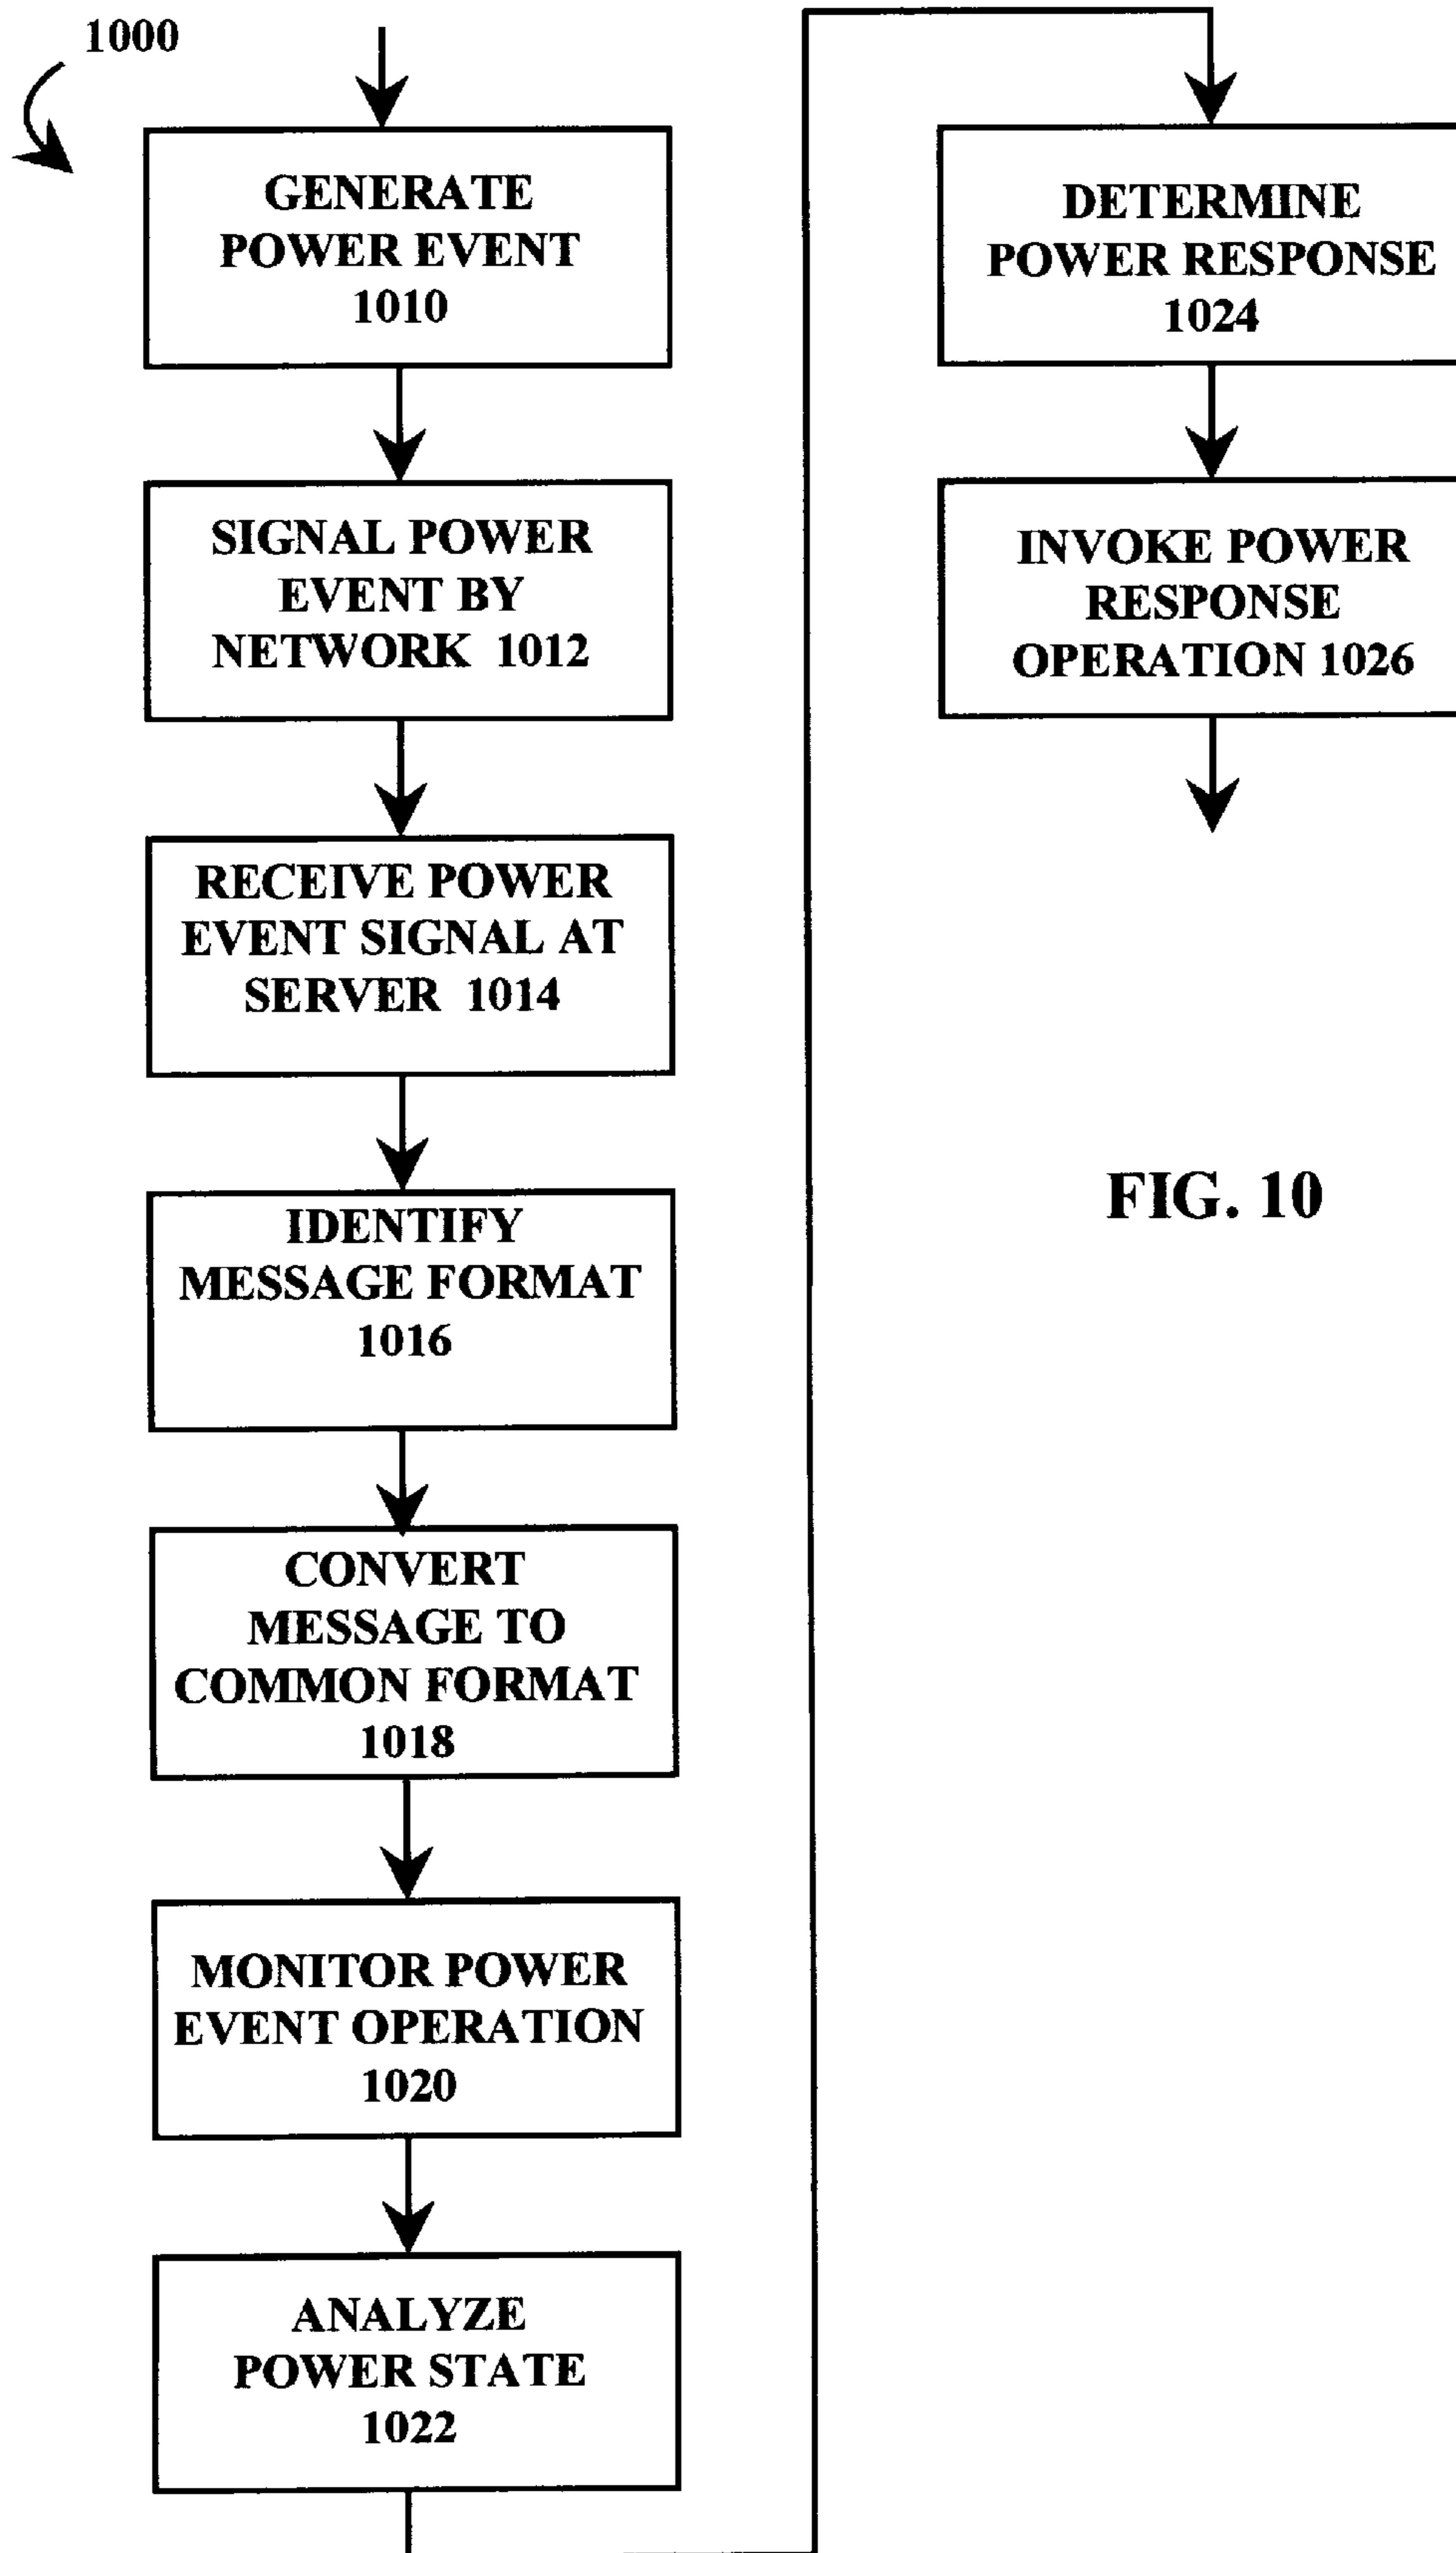 1000
GENERATE
POWER EVENT
1010
SIGNAL POWER
EVENT BY
NETWORK 1012
RECEIVE POWER
EVENT SIGNAL AT
SERVER 1014
IDENTIFY
MESSAGE FORMAT
1016
CONVERT
MESSAGE TO
COMMON FORMAT
1018
MONITOR POWER
EVENT OPERATION
1020
ANALYZE
POWER STATE
1022
DETERMINE
POWER RESPONSE
1024
INVOKE POWER
RESPONSE
OPERATION 1026
FIG. 10